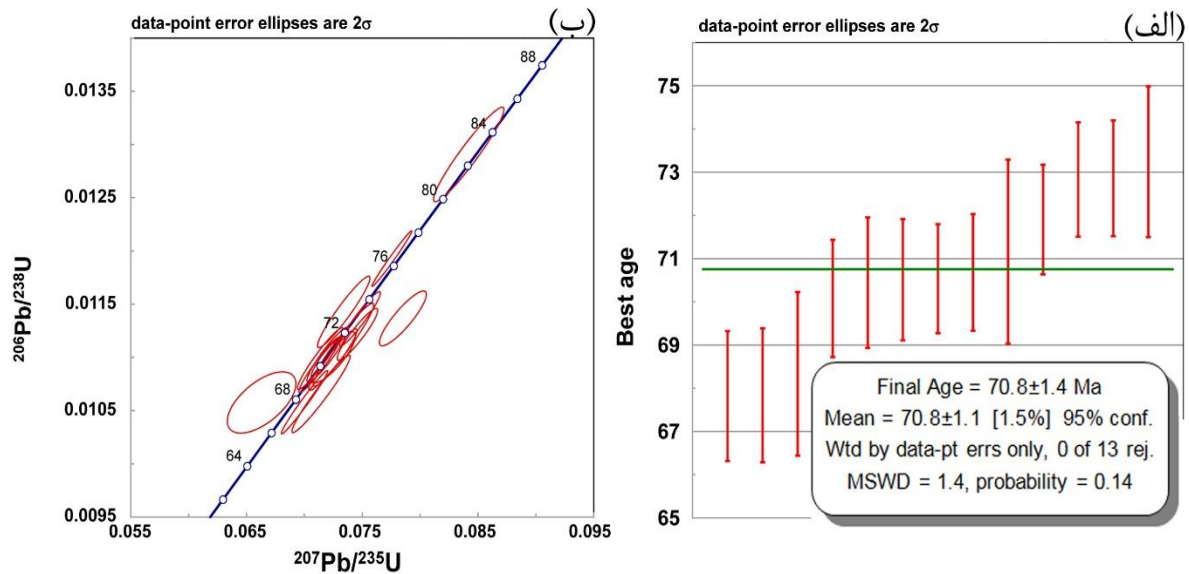 data-point error ellipses are 2σ
(ب)
88
0.0135
84
80
0.0125
76
0.0115
72
68
0.0105
64
0.0095
0.055
0.065
0.075
0.085
0.095
206Pb/238U
207Pb/235U
data-point error ellipses are 2σ
(الف)
75
73
71
69
67
65
Best age
Final Age = 70.8±1.4 Ma
Mean = 70.8±1.1 [1.5%] 95% conf.
Wtd by data-pt errs only, 0 of 13 rej.
MSWD = 1.4, probability = 0.14